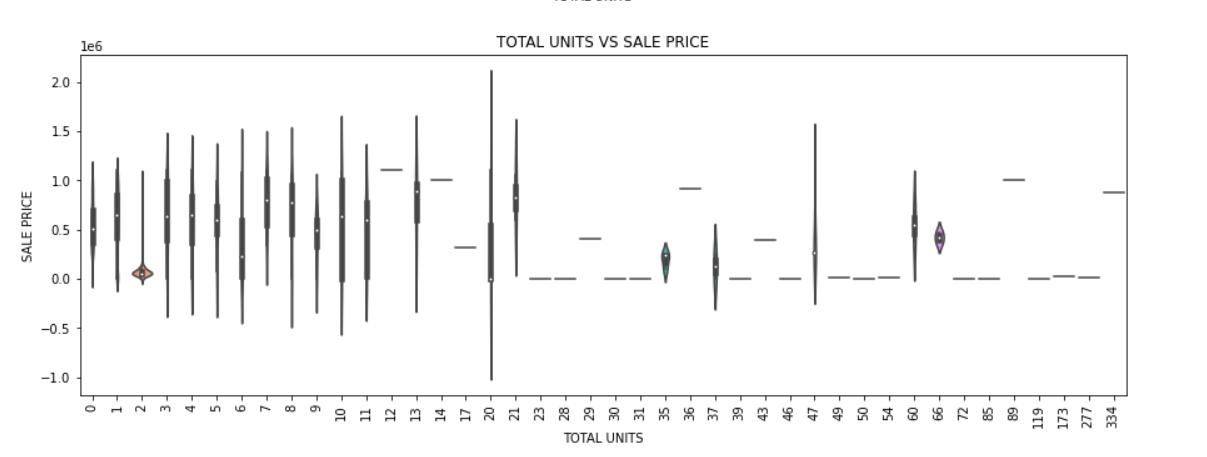 TOTAL UNITS VS SALE PRICE
1e6
2.0
1.5
1.0
0.5
0.0
−0.5
−1.0
SALE PRICE
0 1 2 3 4 5 6 7 8 9 10 11 12 13 14 17 20 21 23 28 29 30 31 35 36 37 39 43 46 47 49 50 54 60 66 72 85 89 119 173 277 334
TOTAL UNITS